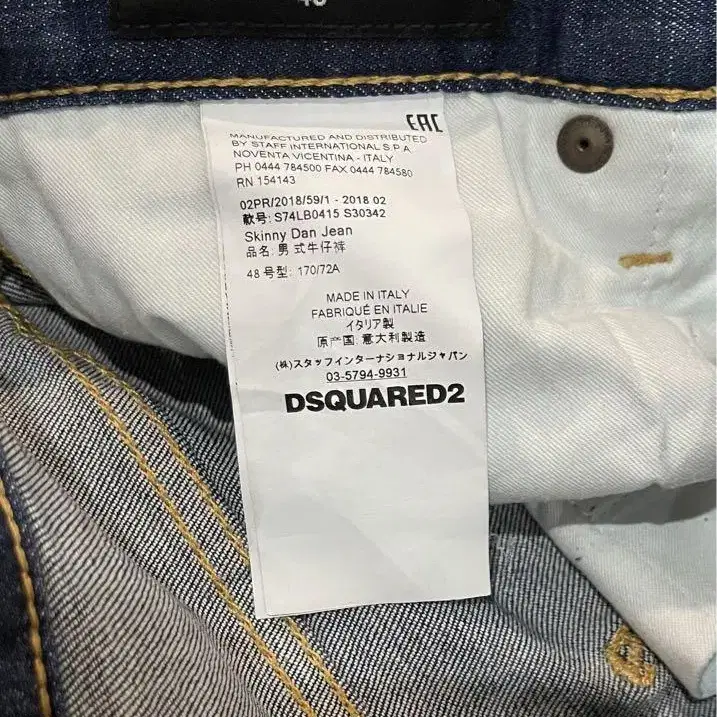 EAC
MANUFACTURED AND DISTRIBUTED
BY STAFF INTERNATIONAL S.P.A
NOVENTA VICENTINA - ITALY
PH 0444 784500 FAX 0444 784580
RN 154143
02PR/2018/59/1 - 2018 02
款号: S74LB0415 S30342
Skinny Dan Jean
品名: 男 式牛仔裤
48 号型: 170/72A
MADE IN ITALY
FABRIQUÉ EN ITALIE
イタリア製
原产国: 意大利製造
(株)スタッフインターナショナルジャパン
03-5794-9931
DSQUARED2